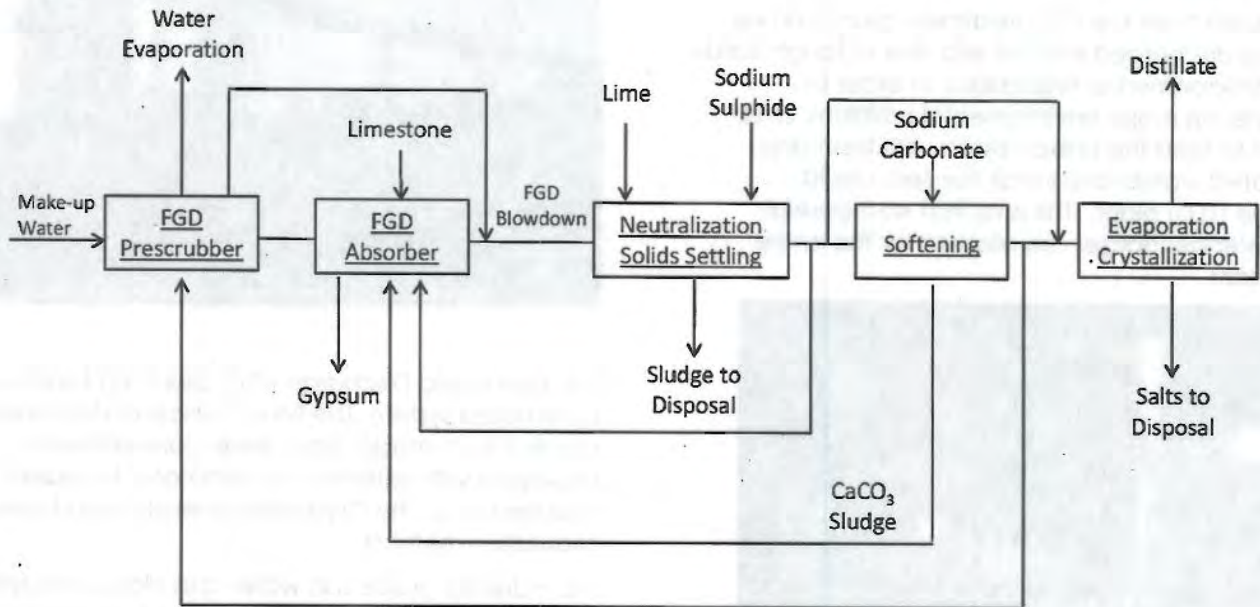 Water
Evaporation
Make-up
Water
FGD
Prescrubber
Limestone
FGD
Absorber
Gypsum
FGD
Blowdown
Lime
Sodium
Sulphide
Neutralization
Solids Settling
Sludge to
Disposal
Sodium
Carbonate
Softening
CaCO₃
Sludge
Distillate
Evaporation
Crystallization
Salts to
Disposal